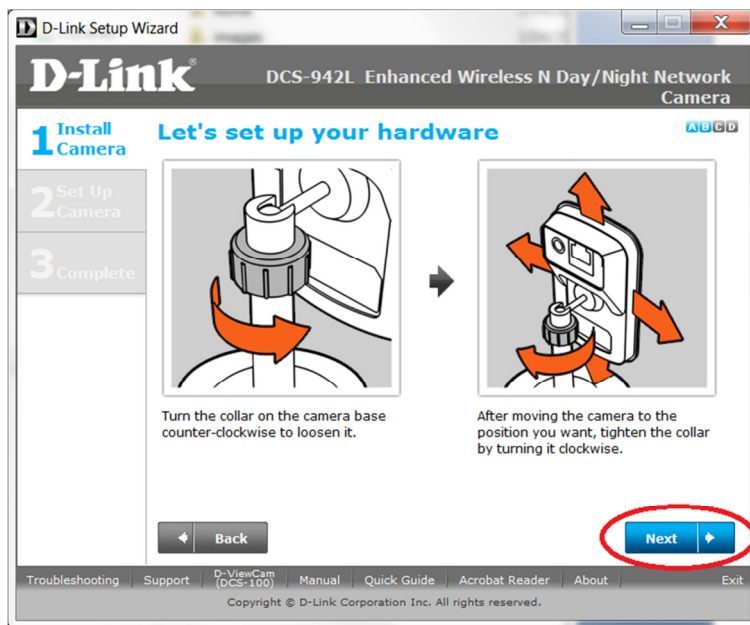 D-Link Setup Wizard
D-Link®
DCS-942L Enhanced Wireless N Day/Night Network
Camera
1 Install
Camera
Let's set up your hardware
A B C D
2 Set Up
Camera
3 Complete
Turn the collar on the camera base
counter-clockwise to loosen it.
After moving the camera to the
position you want, tighten the collar
by turning it clockwise.
Back
Next
Troubleshooting Support D-ViewCam (DCS-100) Manual Quick Guide Acrobat Reader About Exit
Copyright © D-Link Corporation Inc. All rights reserved.